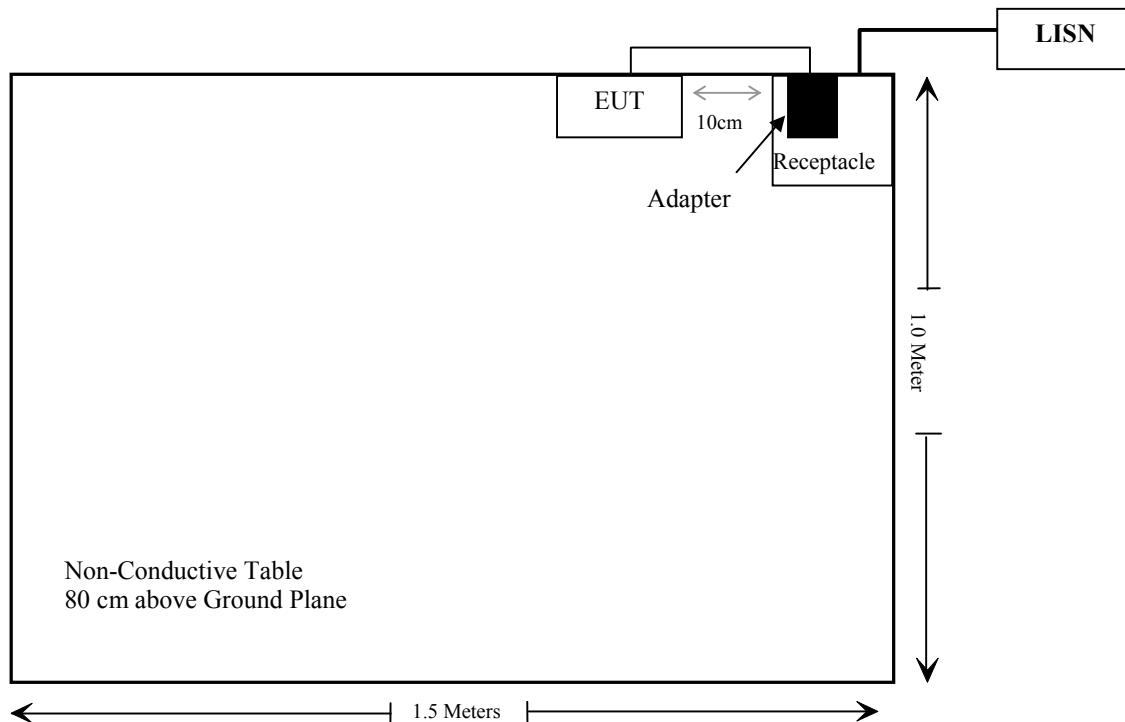 LISN
EUT
10cm
Receptacle
Adapter
1.0 Meter
Non-Conductive Table
80 cm above Ground Plane
1.5 Meters